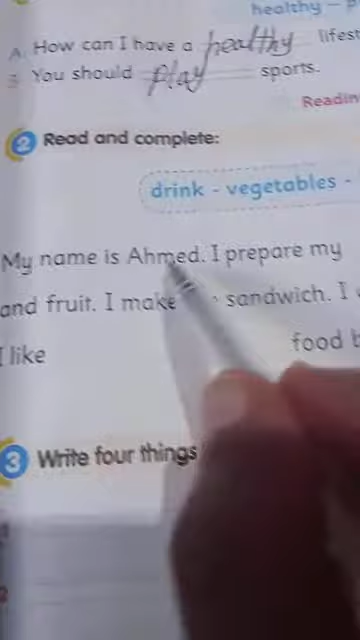 healthy –
A. How can I have a healthy lifest
B. You should play sports.
Readin
2 Read and complete:
drink - vegetables -
My name is Ahmed. I prepare my
and fruit. I make sandwich. I
I like food b
3 Write four things